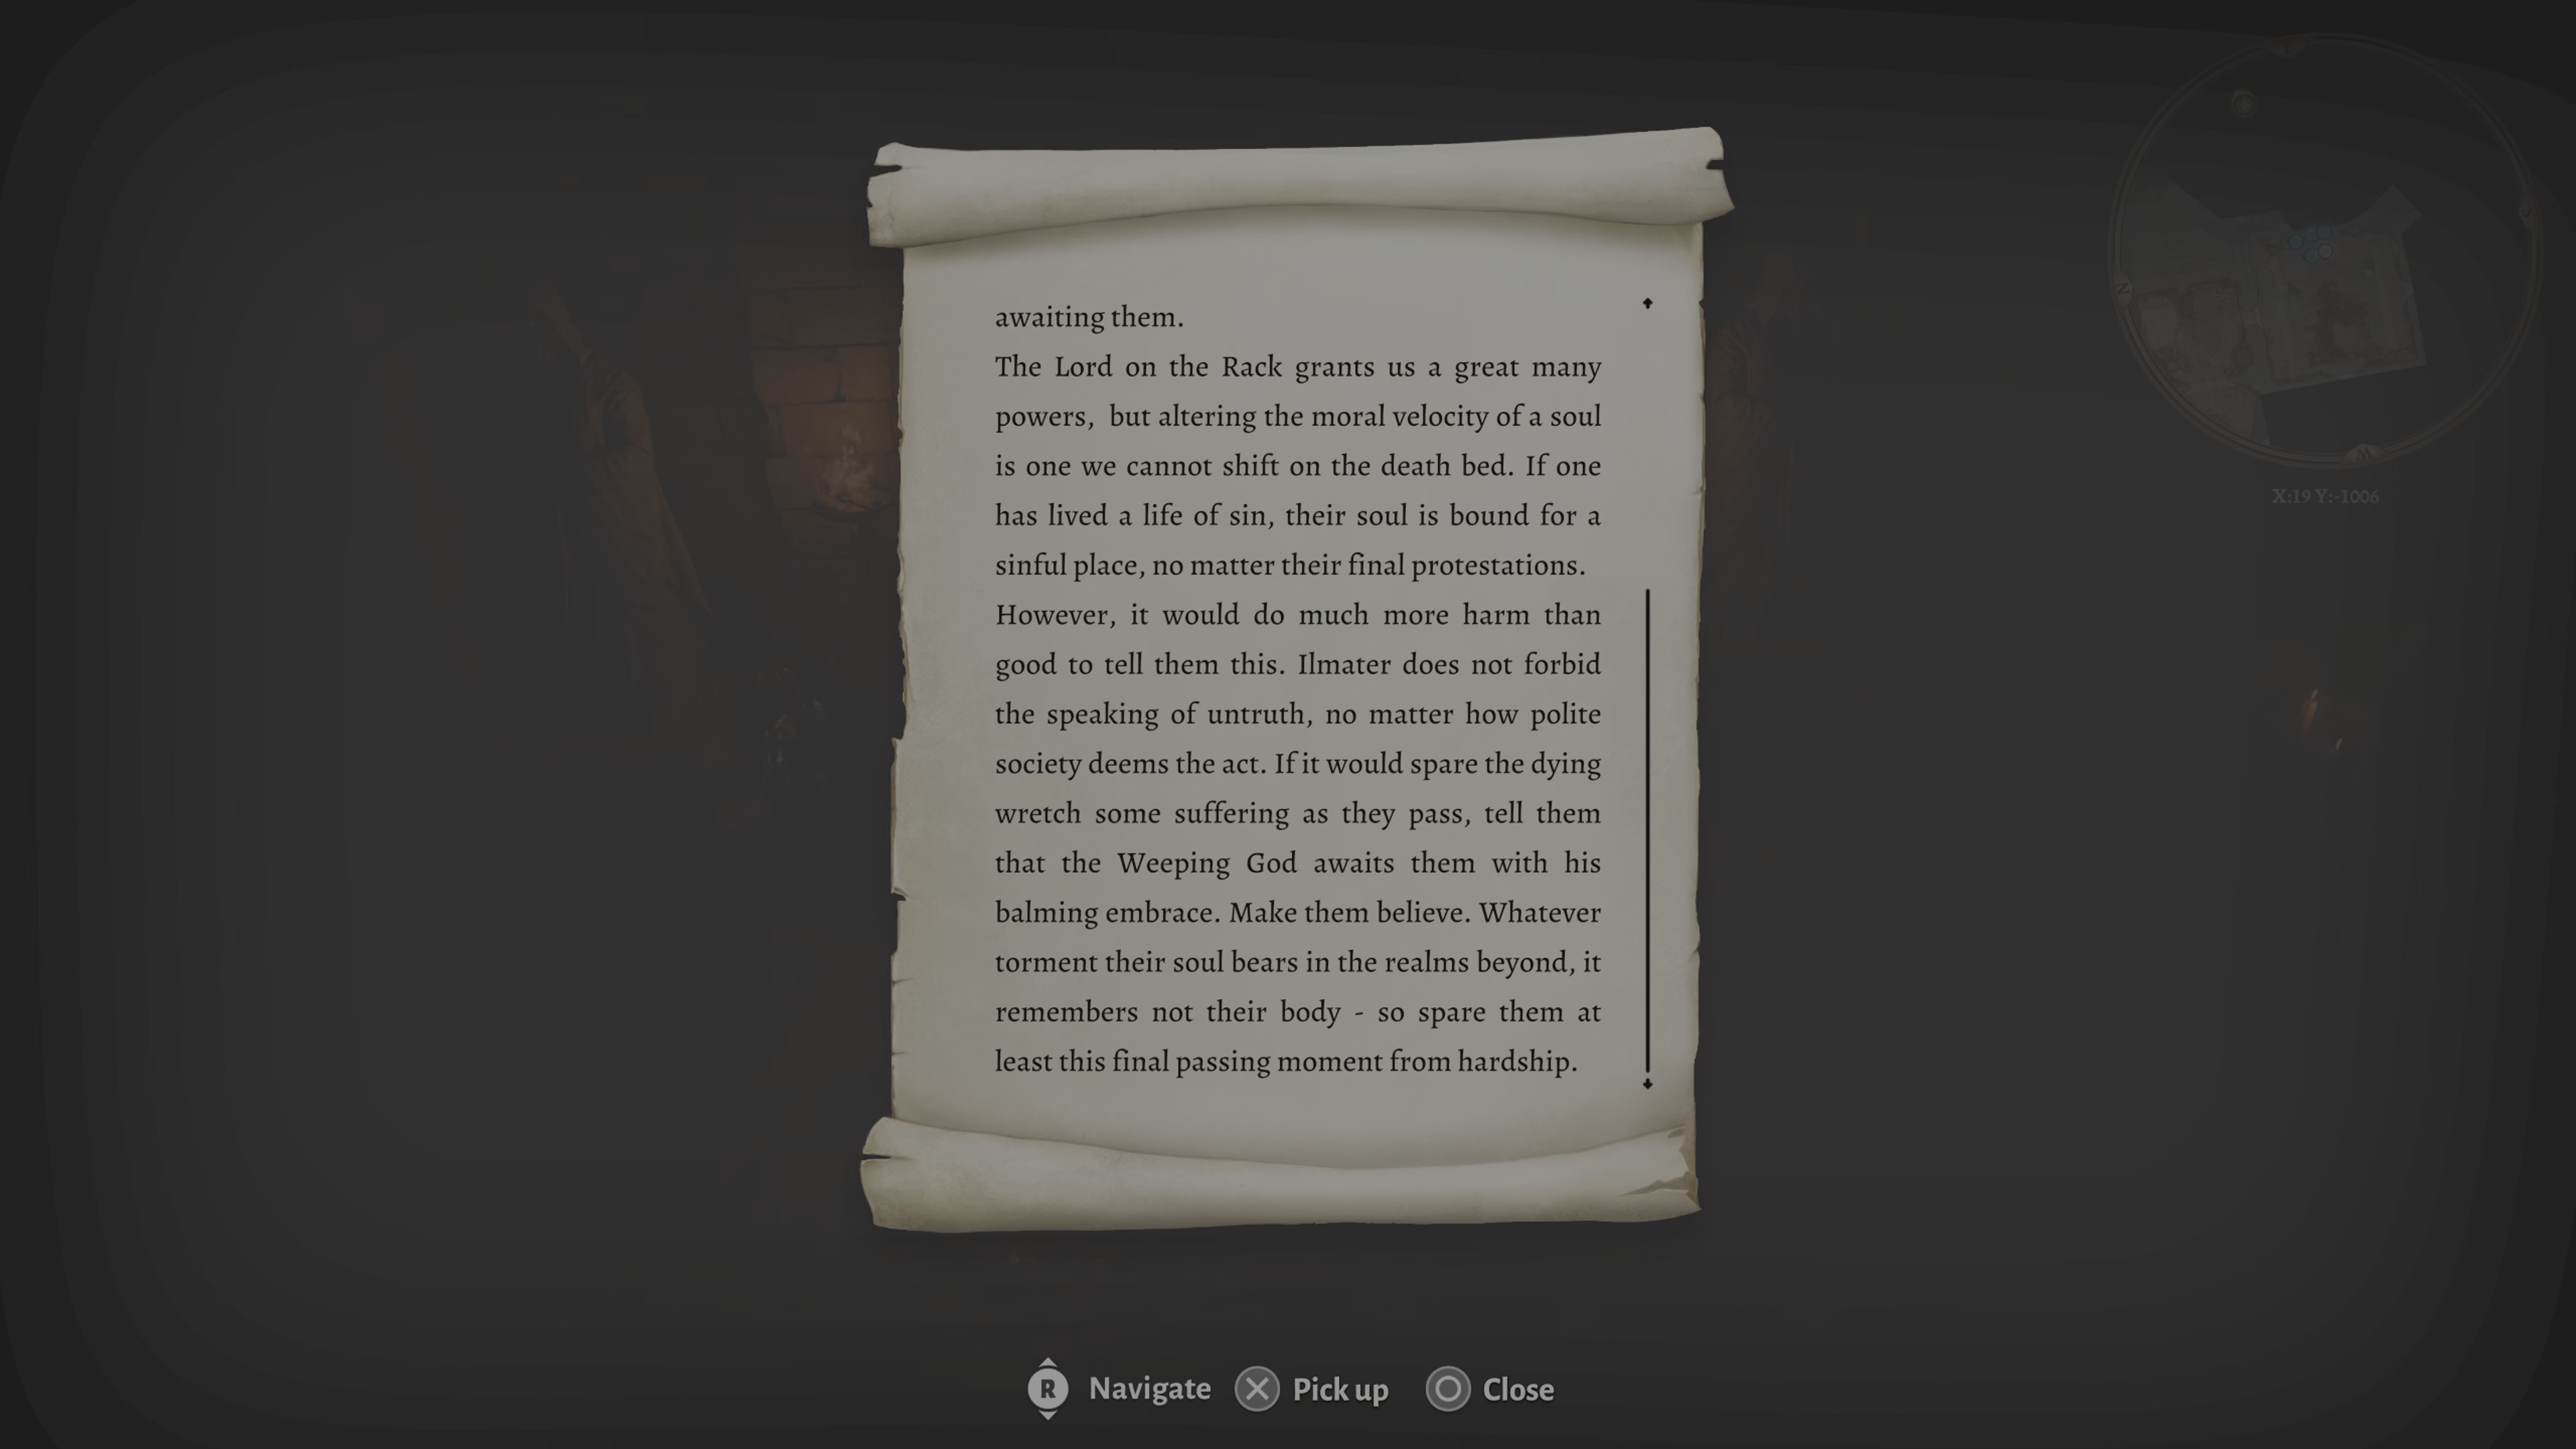 awaiting them.
The Lord on the Rack grants us a great many
powers,  but altering the moral velocity of a soul
is one we cannot shift on the death bed. If one
has lived a life of sin, their soul is bound for a
sinful place, no matter their final protestations.
However, it would do much more harm than
good to tell them this. Ilmater does not forbid
the speaking of untruth, no matter how polite
society deems the act. If it would spare the dying
wretch some suffering as they pass, tell them
that the Weeping God awaits them with his
balming embrace. Make them believe. Whatever
torment their soul bears in the realms beyond, it
remembers not their body - so spare them at
least this final passing moment from hardship.
X:19 Y:-1006
R Navigate Pick up Close